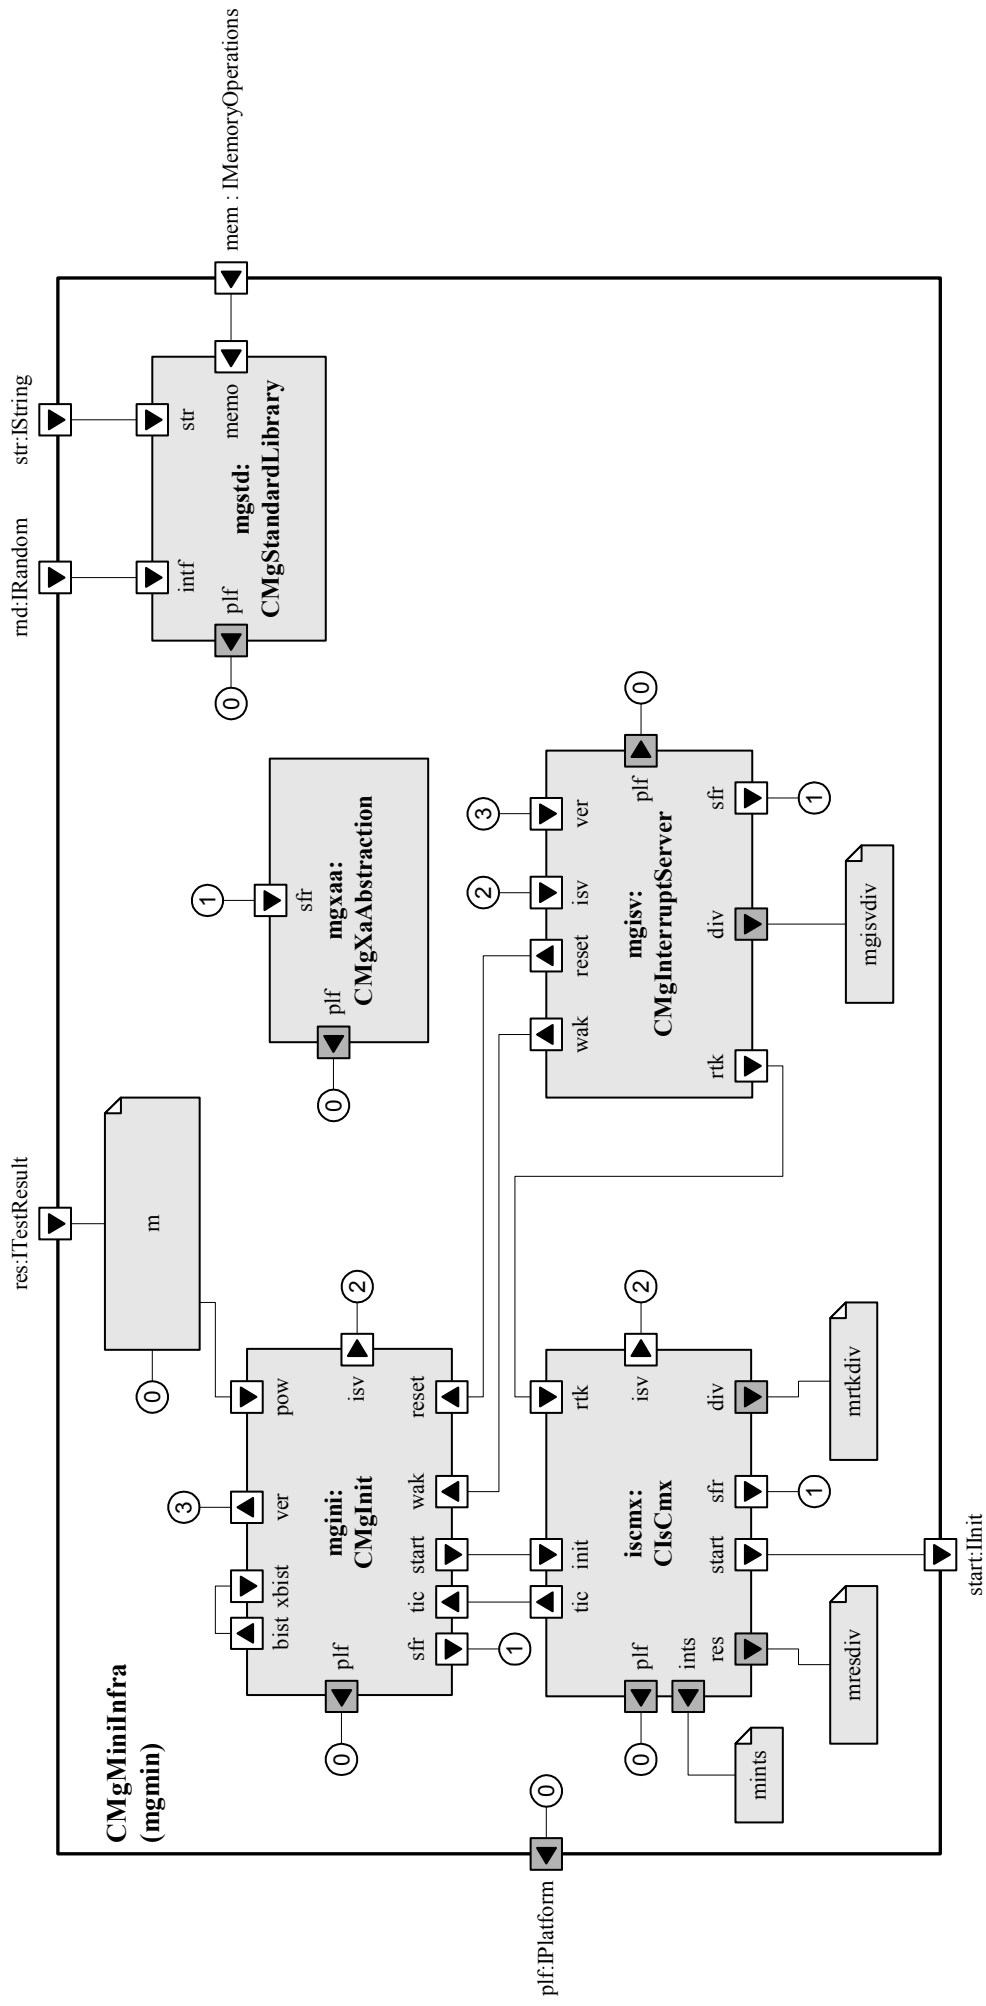 res:ITestResult
rnd:IRandom
str:IString
CMgMiniInfra
(mgmin)
m
0
bist
xbist
ver
3
pow
plf
0
mgini:
CMgInit
isv
2
sfr
1
tic
start
wak
reset
sfr
1
plf
0
mgxaa:
CMgXaAbstraction
intf
str
plf
0
memo
mgstd:
CMgStandardLibrary
mem : IMemoryOperations
plf:IPlatform
0
tic
init
rtk
plf
0
ints
mints
iscmx:
CIsCmx
isv
2
res
start
sfr
1
div
mresdiv
mrtkdiv
wak
reset
isv
2
ver
3
mgisv:
CMgInterruptServer
plf
0
rtk
div
sfr
1
mgisvdiv
start:IInit